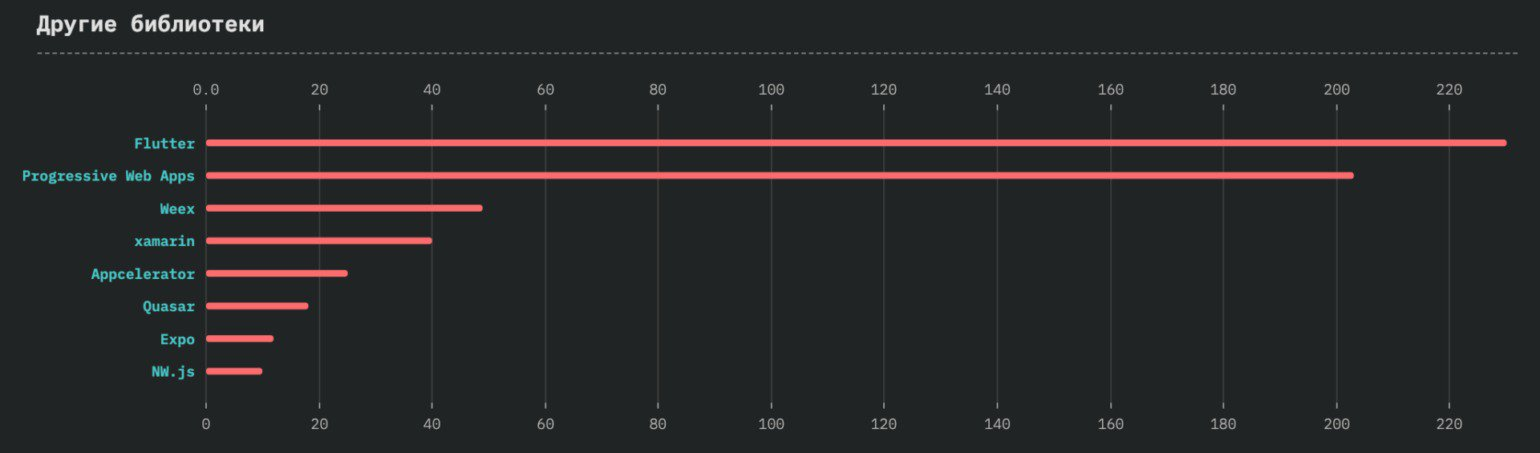 Другие библиотеки
0.0 20 40 60 80 100 120 140 160 180 200 220
Flutter
Progressive Web Apps
Weex
xamarin
Appcelerator
Quasar
Expo
NW.js
0 20 40 60 80 100 120 140 160 180 200 220